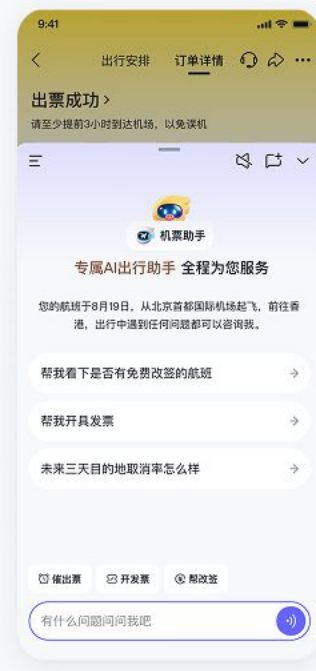 9:41
出行安排 订单详情
出票成功
请至少提前3小时到达机场，以免误机
机票助手
专属AI出行助手 全程为您服务
您的航班于8月19日，从北京首都国际机场起飞，前往香
港，出行中遇到任何问题都可以咨询我。
帮我看下是否有免费改签的航班
帮我开具发票
未来三天目的地取消率怎么样
催出票 开发票 帮改签
有什么问题问问我吧